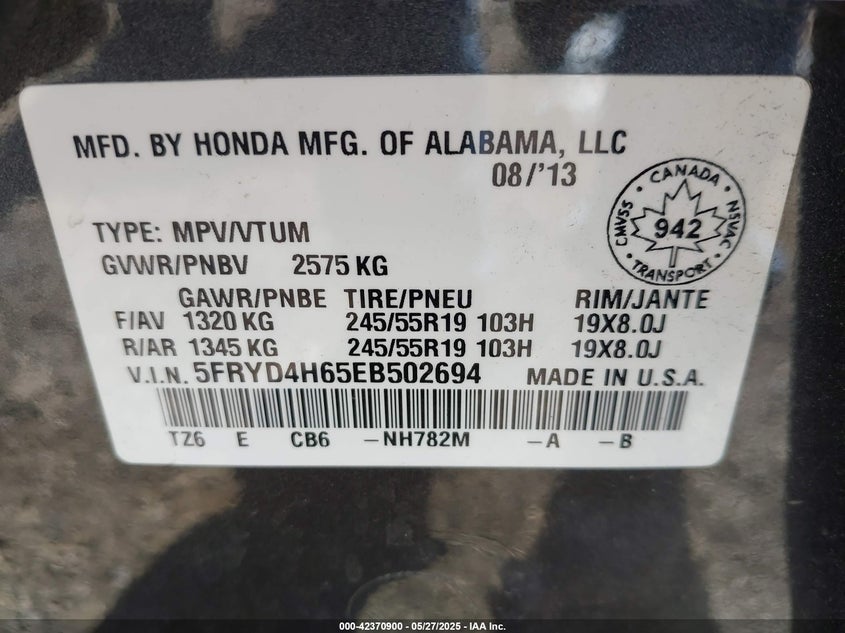 MFD. BY HONDA MFG. OF ALABAMA, LLC
08/'13
CANADA
CMVSS 942 NSVAC
TRANSPORT
TYPE: MPV/VTUM
GVWR/PNBV 2575 KG
GAWR/PNBE TIRE/PNEU RIM/JANTE
F/AV 1320 KG 245/55R19 103H 19X8.0J
R/AR 1345 KG 245/55R19 103H 19X8.0J
V.I.N. 5FRYD4H65EB502694 MADE IN U.S.A.
TZ6 E CB6 -NH782M -A -B
000-42370900 - 05/27/2025 - IAA Inc.